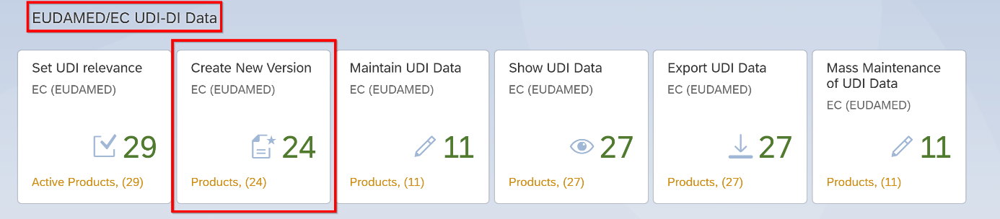 EUDAMED/EC UDI-DI Data
Set UDI relevance
EC (EUDAMED)
29
Active Products, (29)
Create New Version
EC (EUDAMED)
24
Products, (24)
Maintain UDI Data
EC (EUDAMED)
11
Products, (11)
Show UDI Data
EC (EUDAMED)
27
Products, (27)
Export UDI Data
EC (EUDAMED)
27
Products, (27)
Mass Maintenance
of UDI Data
EC (EUDAMED)
11
Products, (11)